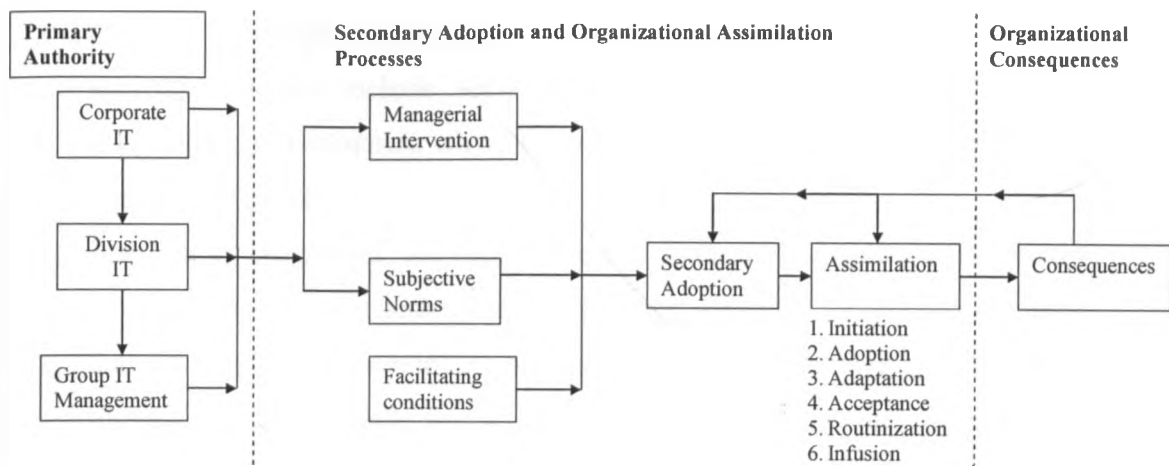 Primary
Authority
Secondary Adoption and Organizational Assimilation
Processes
Organizational
Consequences
Corporate
IT
Division
IT
Group IT
Management
Managerial
Intervention
Subjective
Norms
Facilitating
conditions
Secondary
Adoption
Assimilation
1. Initiation
2. Adoption
3. Adaptation
4. Acceptance
5. Routinization
6. Infusion
Consequences